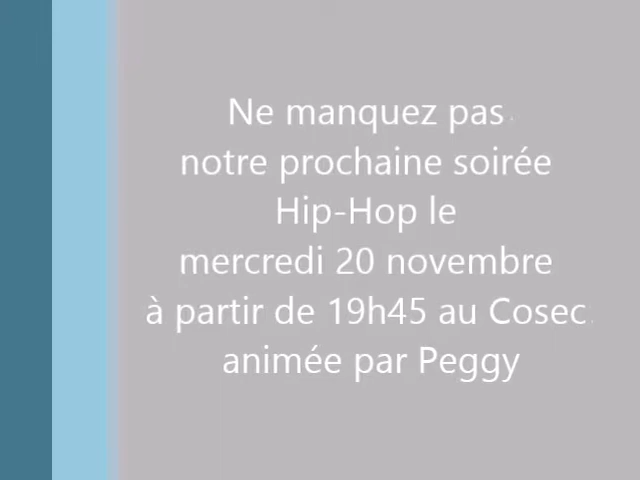 Ne manquez pas
notre prochaine soirée
Hip-Hop le
mercredi 20 novembre
à partir de 19h45 au Cosec
animée par Peggy